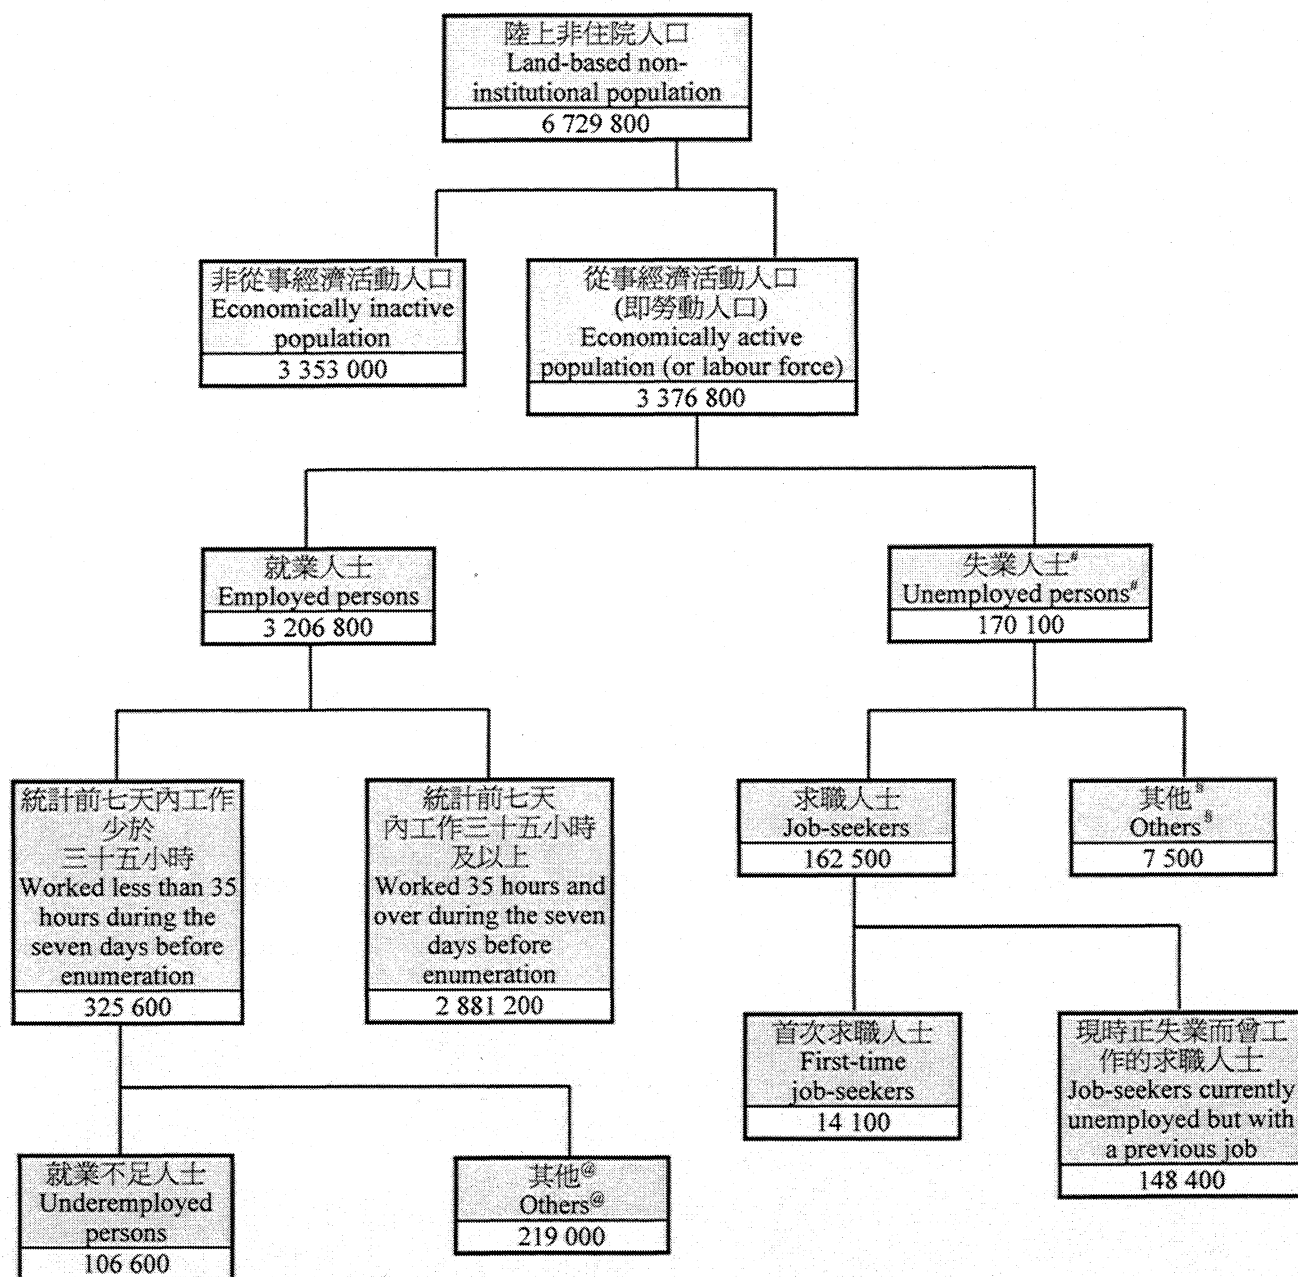 陸上非住院人口
Land-based non-
institutional population
6 729 800
非從事經濟活動人口
Economically inactive
population
3 353 000
從事經濟活動人口
(即勞動人口)
Economically active
population (or labour force)
3 376 800
就業人士
Employed persons
3 206 800
失業人士#
Unemployed persons#
170 100
統計前七天內工作
少於
三十五小時
Worked less than 35
hours during the
seven days before
enumeration
325 600
統計前七天
內工作三十五小時
及以上
Worked 35 hours and
over during the seven
days before
enumeration
2 881 200
求職人士
Job-seekers
162 500
其他§
Others§
7 500
首次求職人士
First-time
job-seekers
14 100
現時正失業而曾工
作的求職人士
Job-seekers currently
unemployed but with
a previous job
148 400
就業不足人士
Underemployed
persons
106 600
其他@
Others@
219 000